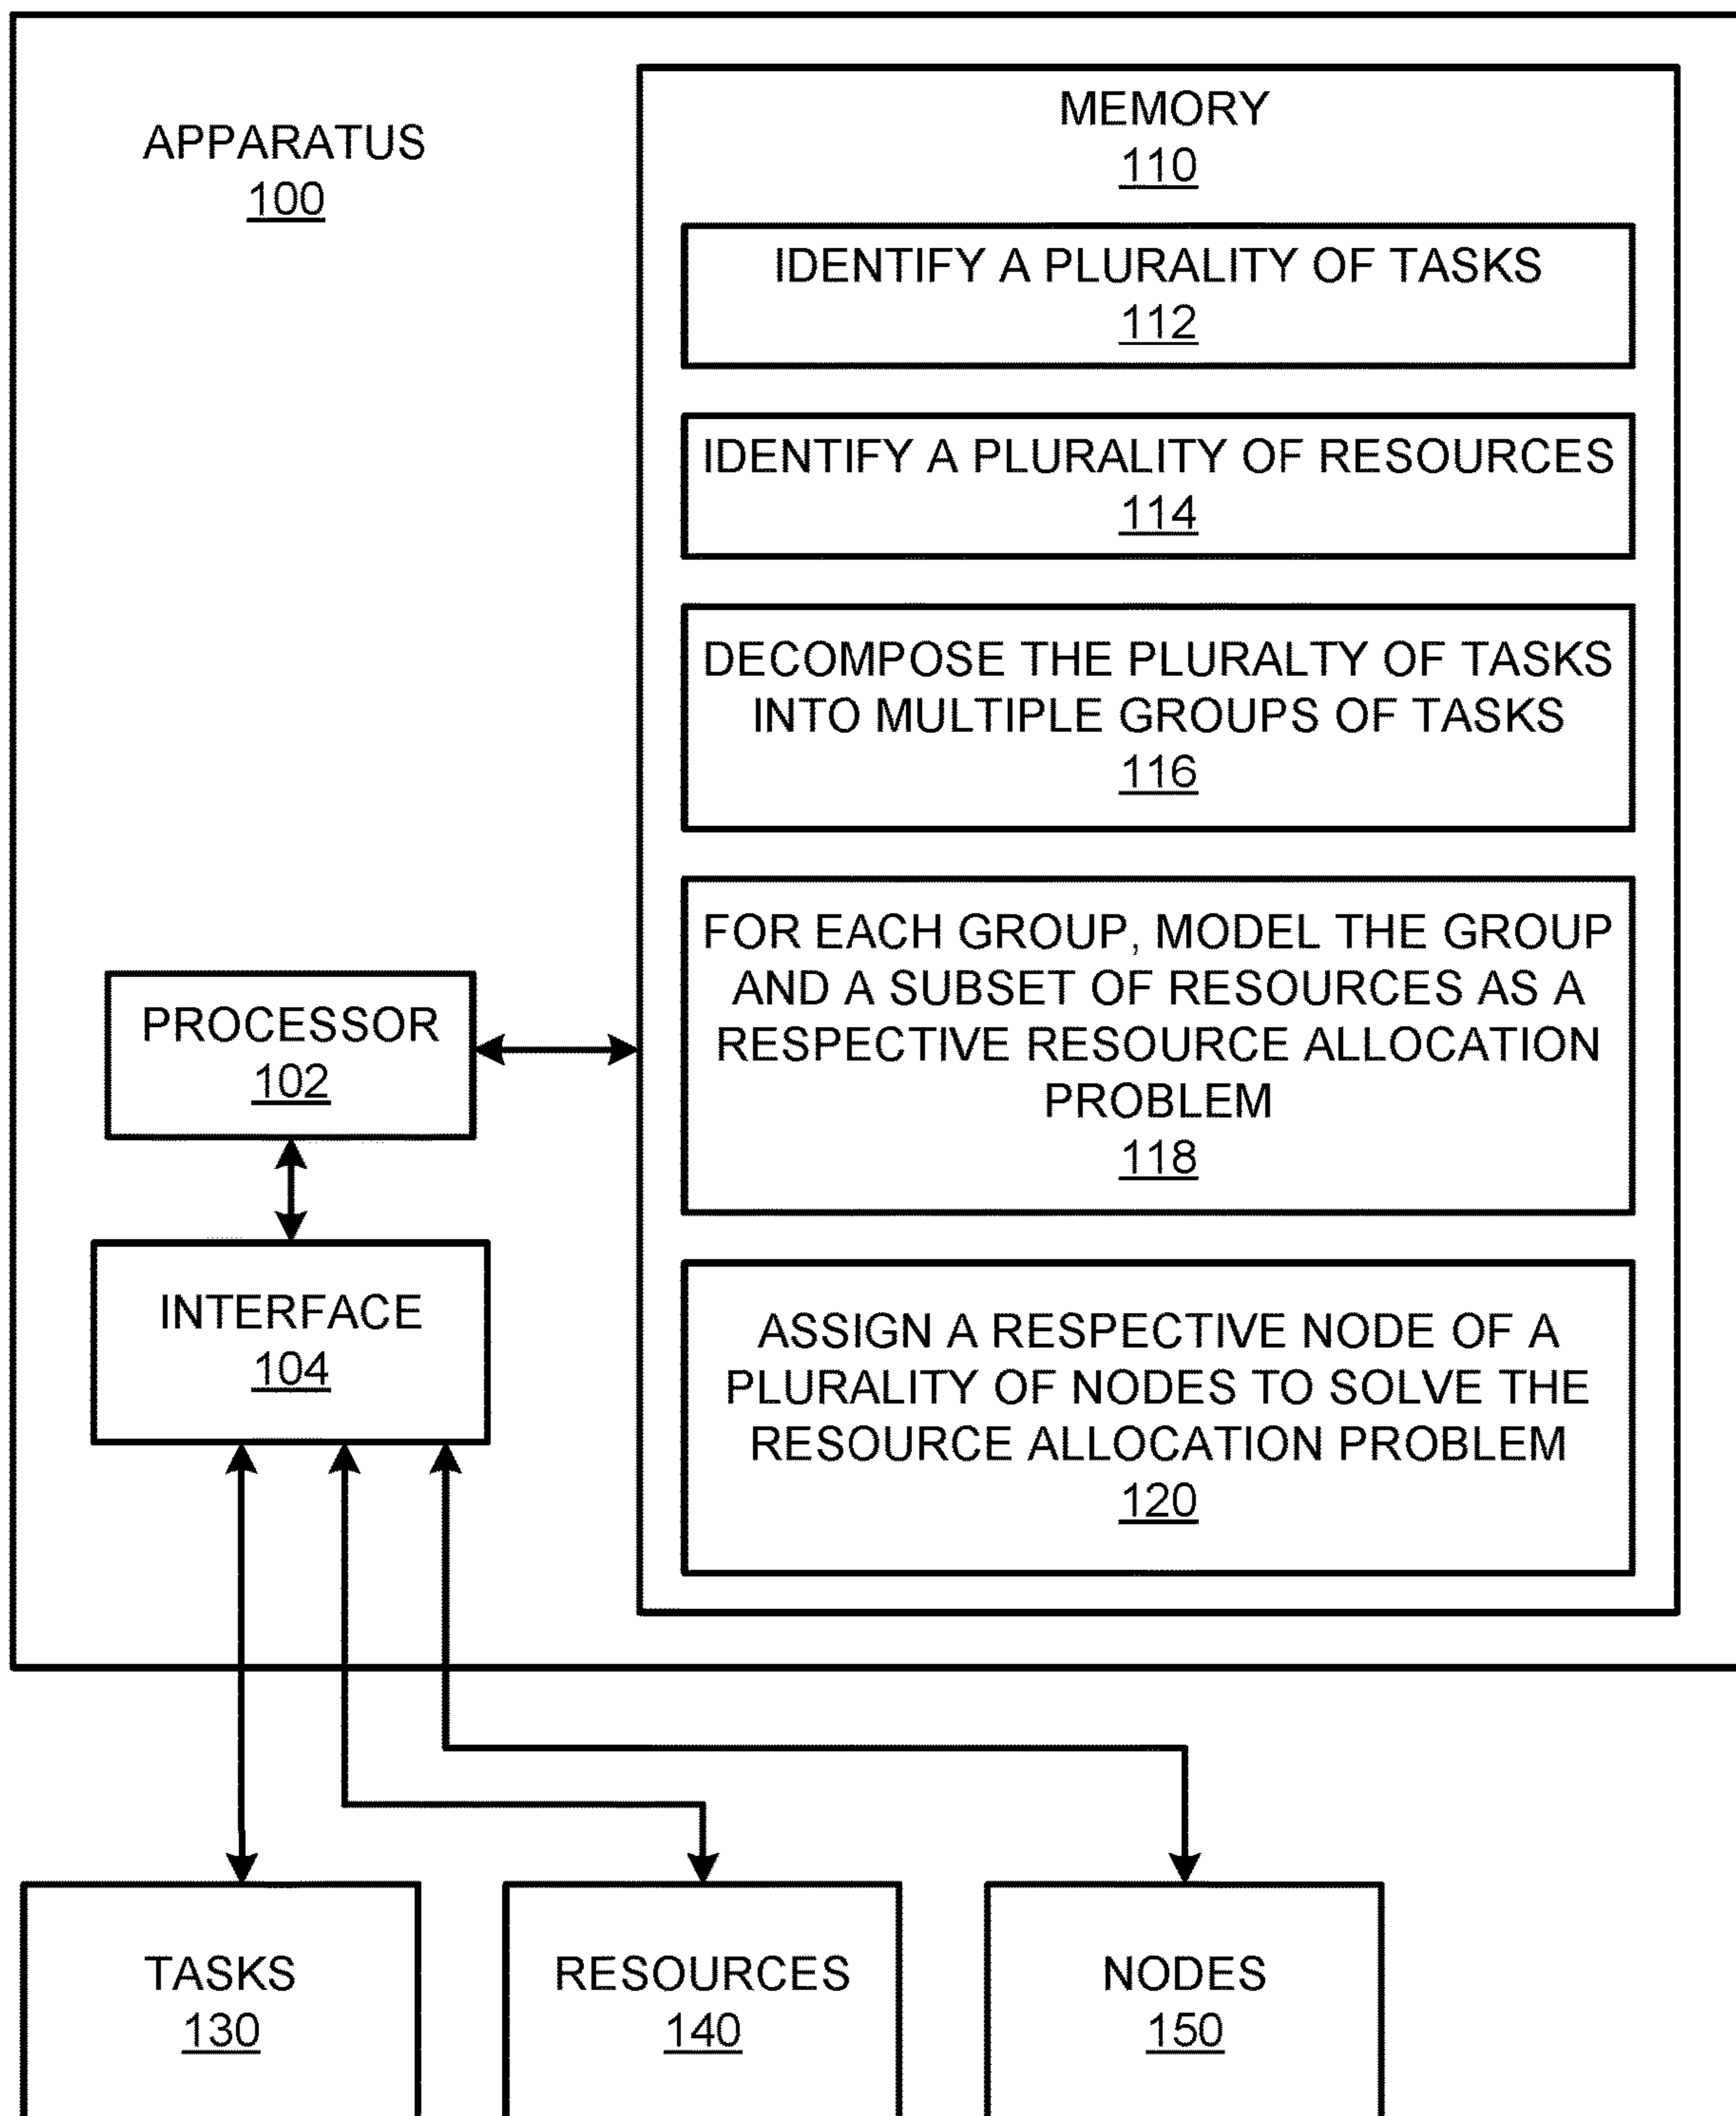 APPARATUS
100
MEMORY
110
IDENTIFY A PLURALITY OF TASKS
112
IDENTIFY A PLURALITY OF RESOURCES
114
DECOMPOSE THE PLURALTY OF TASKS
INTO MULTIPLE GROUPS OF TASKS
116
FOR EACH GROUP, MODEL THE GROUP
AND A SUBSET OF RESOURCES AS A
RESPECTIVE RESOURCE ALLOCATION
PROBLEM
118
ASSIGN A RESPECTIVE NODE OF A
PLURALITY OF NODES TO SOLVE THE
RESOURCE ALLOCATION PROBLEM
120
PROCESSOR
102
INTERFACE
104
TASKS
130
RESOURCES
140
NODES
150